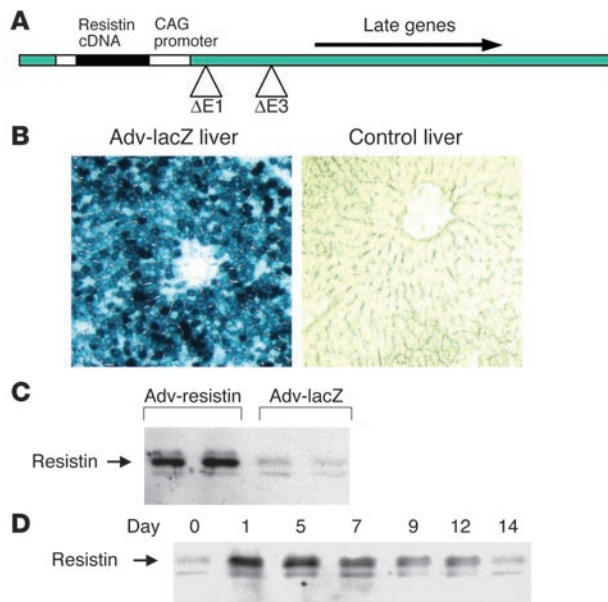 A
Resistin cDNA
CAG promoter
Late genes
ΔE1
ΔE3
B
Adv-lacZ liver
Control liver
C
Adv-resistin
Adv-lacZ
Resistin
D
Day
0 1 5 7 9 12 14
Resistin